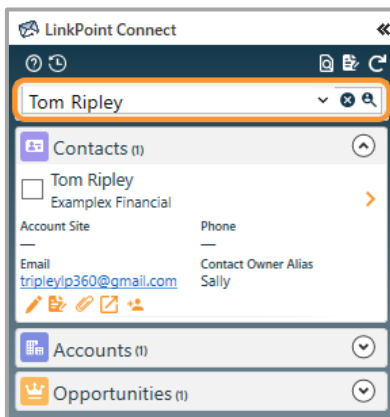 LinkPoint Connect
Tom Ripley
Contacts (1)
Tom Ripley
Examplex Financial
Account Site Phone
— —
Email Contact Owner Alias
tripleylp360@gmail.com Sally
Accounts (1)
Opportunities (1)